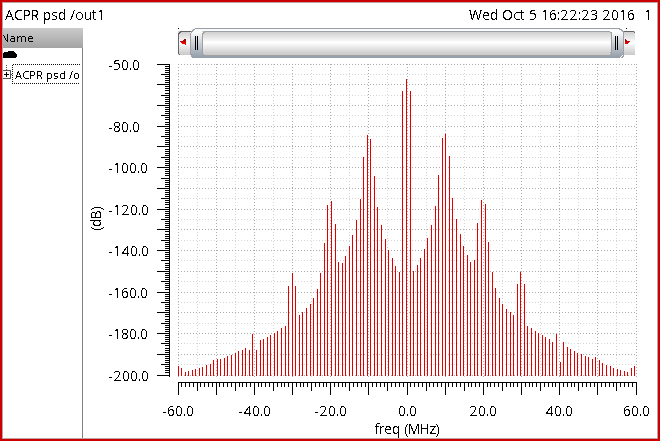 ACPR psd /out1 Wed Oct 5 16:22:23 2016 1
Name
ACPR psd /o
-50.0
-80.0
-100.0
-120.0
-140.0
-160.0
-180.0
-200.0
(dB)
-60.0 -40.0 -20.0 0.0 20.0 40.0 60.0
freq (MHz)